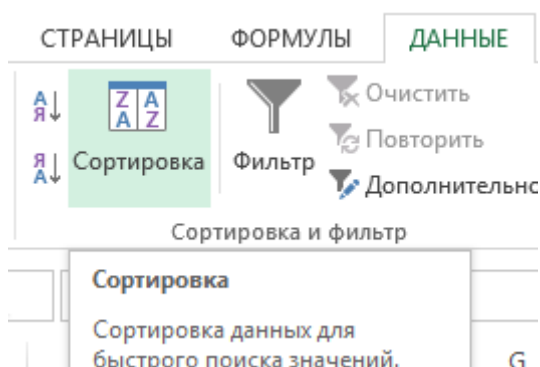 СТРАНИЦЫ ФОРМУЛЫ ДАННЫЕ
А Я
Z A A Z
Очистить
Повторить
Я А
Сортировка
Фильтр
Дополнительно
Сортировка и фильтр
Сортировка
Сортировка данных для
быстрого поиска значений.
G